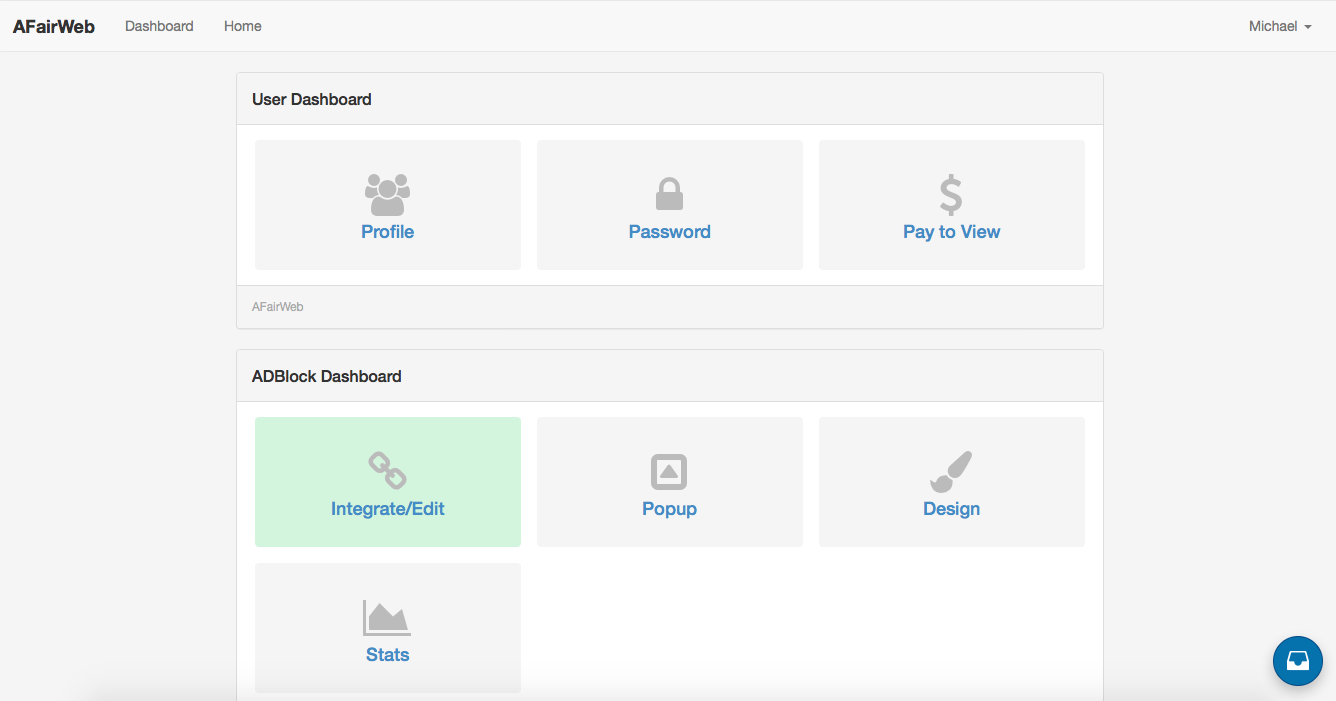 AFairWeb Dashboard Home Michael
User Dashboard
Profile Password Pay to View
AFairWeb
ADBlock Dashboard
Integrate/Edit Popup Design
Stats